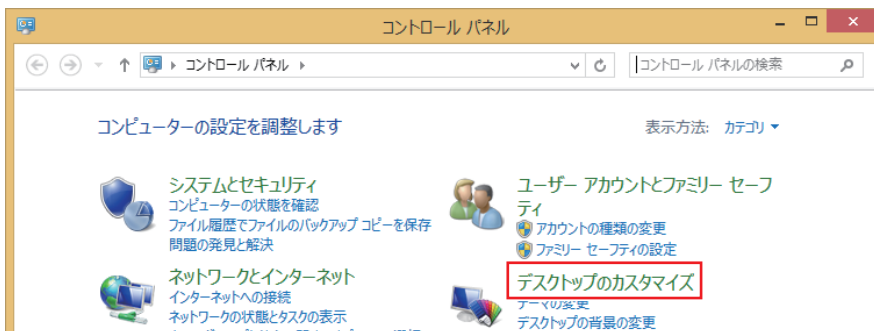 コントロール パネル
コントロール パネル
コントロール パネルの検索
コンピューターの設定を調整します
表示方法: カテゴリ
システムとセキュリティ
コンピューターの状態を確認
ファイル履歴でファイルのバックアップ コピーを保存
問題の発見と解決
ユーザー アカウントとファミリー セーフ
ティ
アカウントの種類の変更
ファミリー セーフティの設定
ネットワークとインターネット
インターネットへの接続
ネットワークの状態とタスクの表示
デスクトップのカスタマイズ
テーマの変更
デスクトップの背景の変更